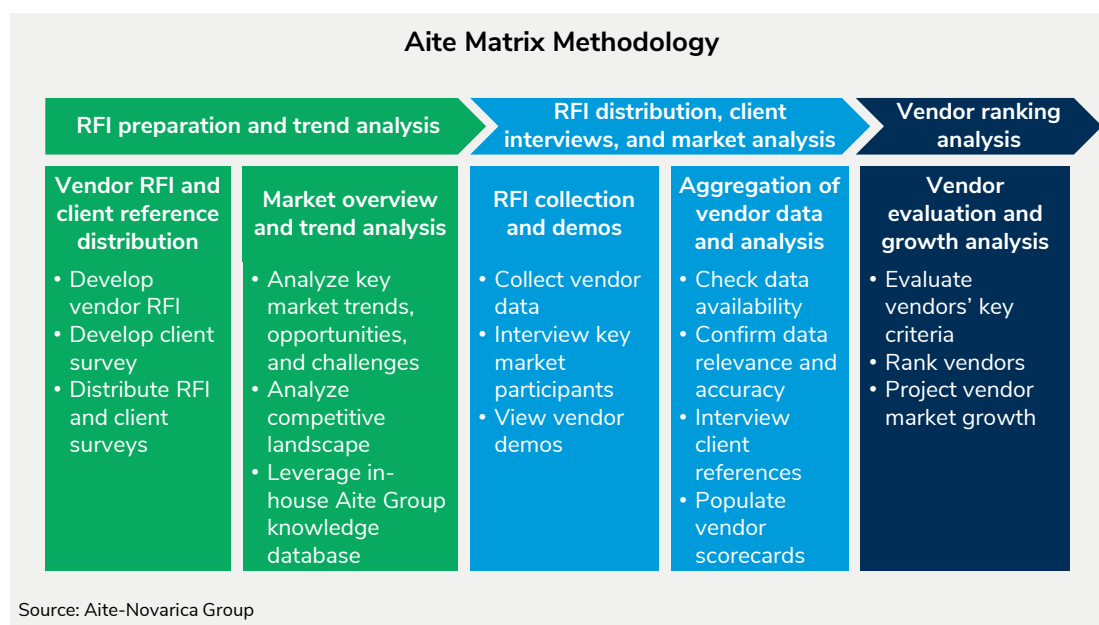 Aite Matrix Methodology
RFI preparation and trend analysis
RFI distribution, client
interviews, and market analysis
Vendor ranking
analysis
Vendor RFI and
client reference
distribution
• Develop
vendor RFI
• Develop client
survey
• Distribute RFI
and client
surveys
Market overview
and trend analysis
• Analyze key
market trends,
opportunities,
and challenges
• Analyze
competitive
landscape
• Leverage in-
house Aite Group
knowledge
database
RFI collection
and demos
• Collect vendor
data
• Interview key
market
participants
• View vendor
demos
Aggregation of
vendor data
and analysis
• Check data
availability
• Confirm data
relevance and
accuracy
• Interview
client
references
• Populate
vendor
scorecards
Vendor
evaluation and
growth analysis
• Evaluate
vendors’ key
criteria
• Rank vendors
• Project vendor
market growth
Source: Aite-Novarica Group